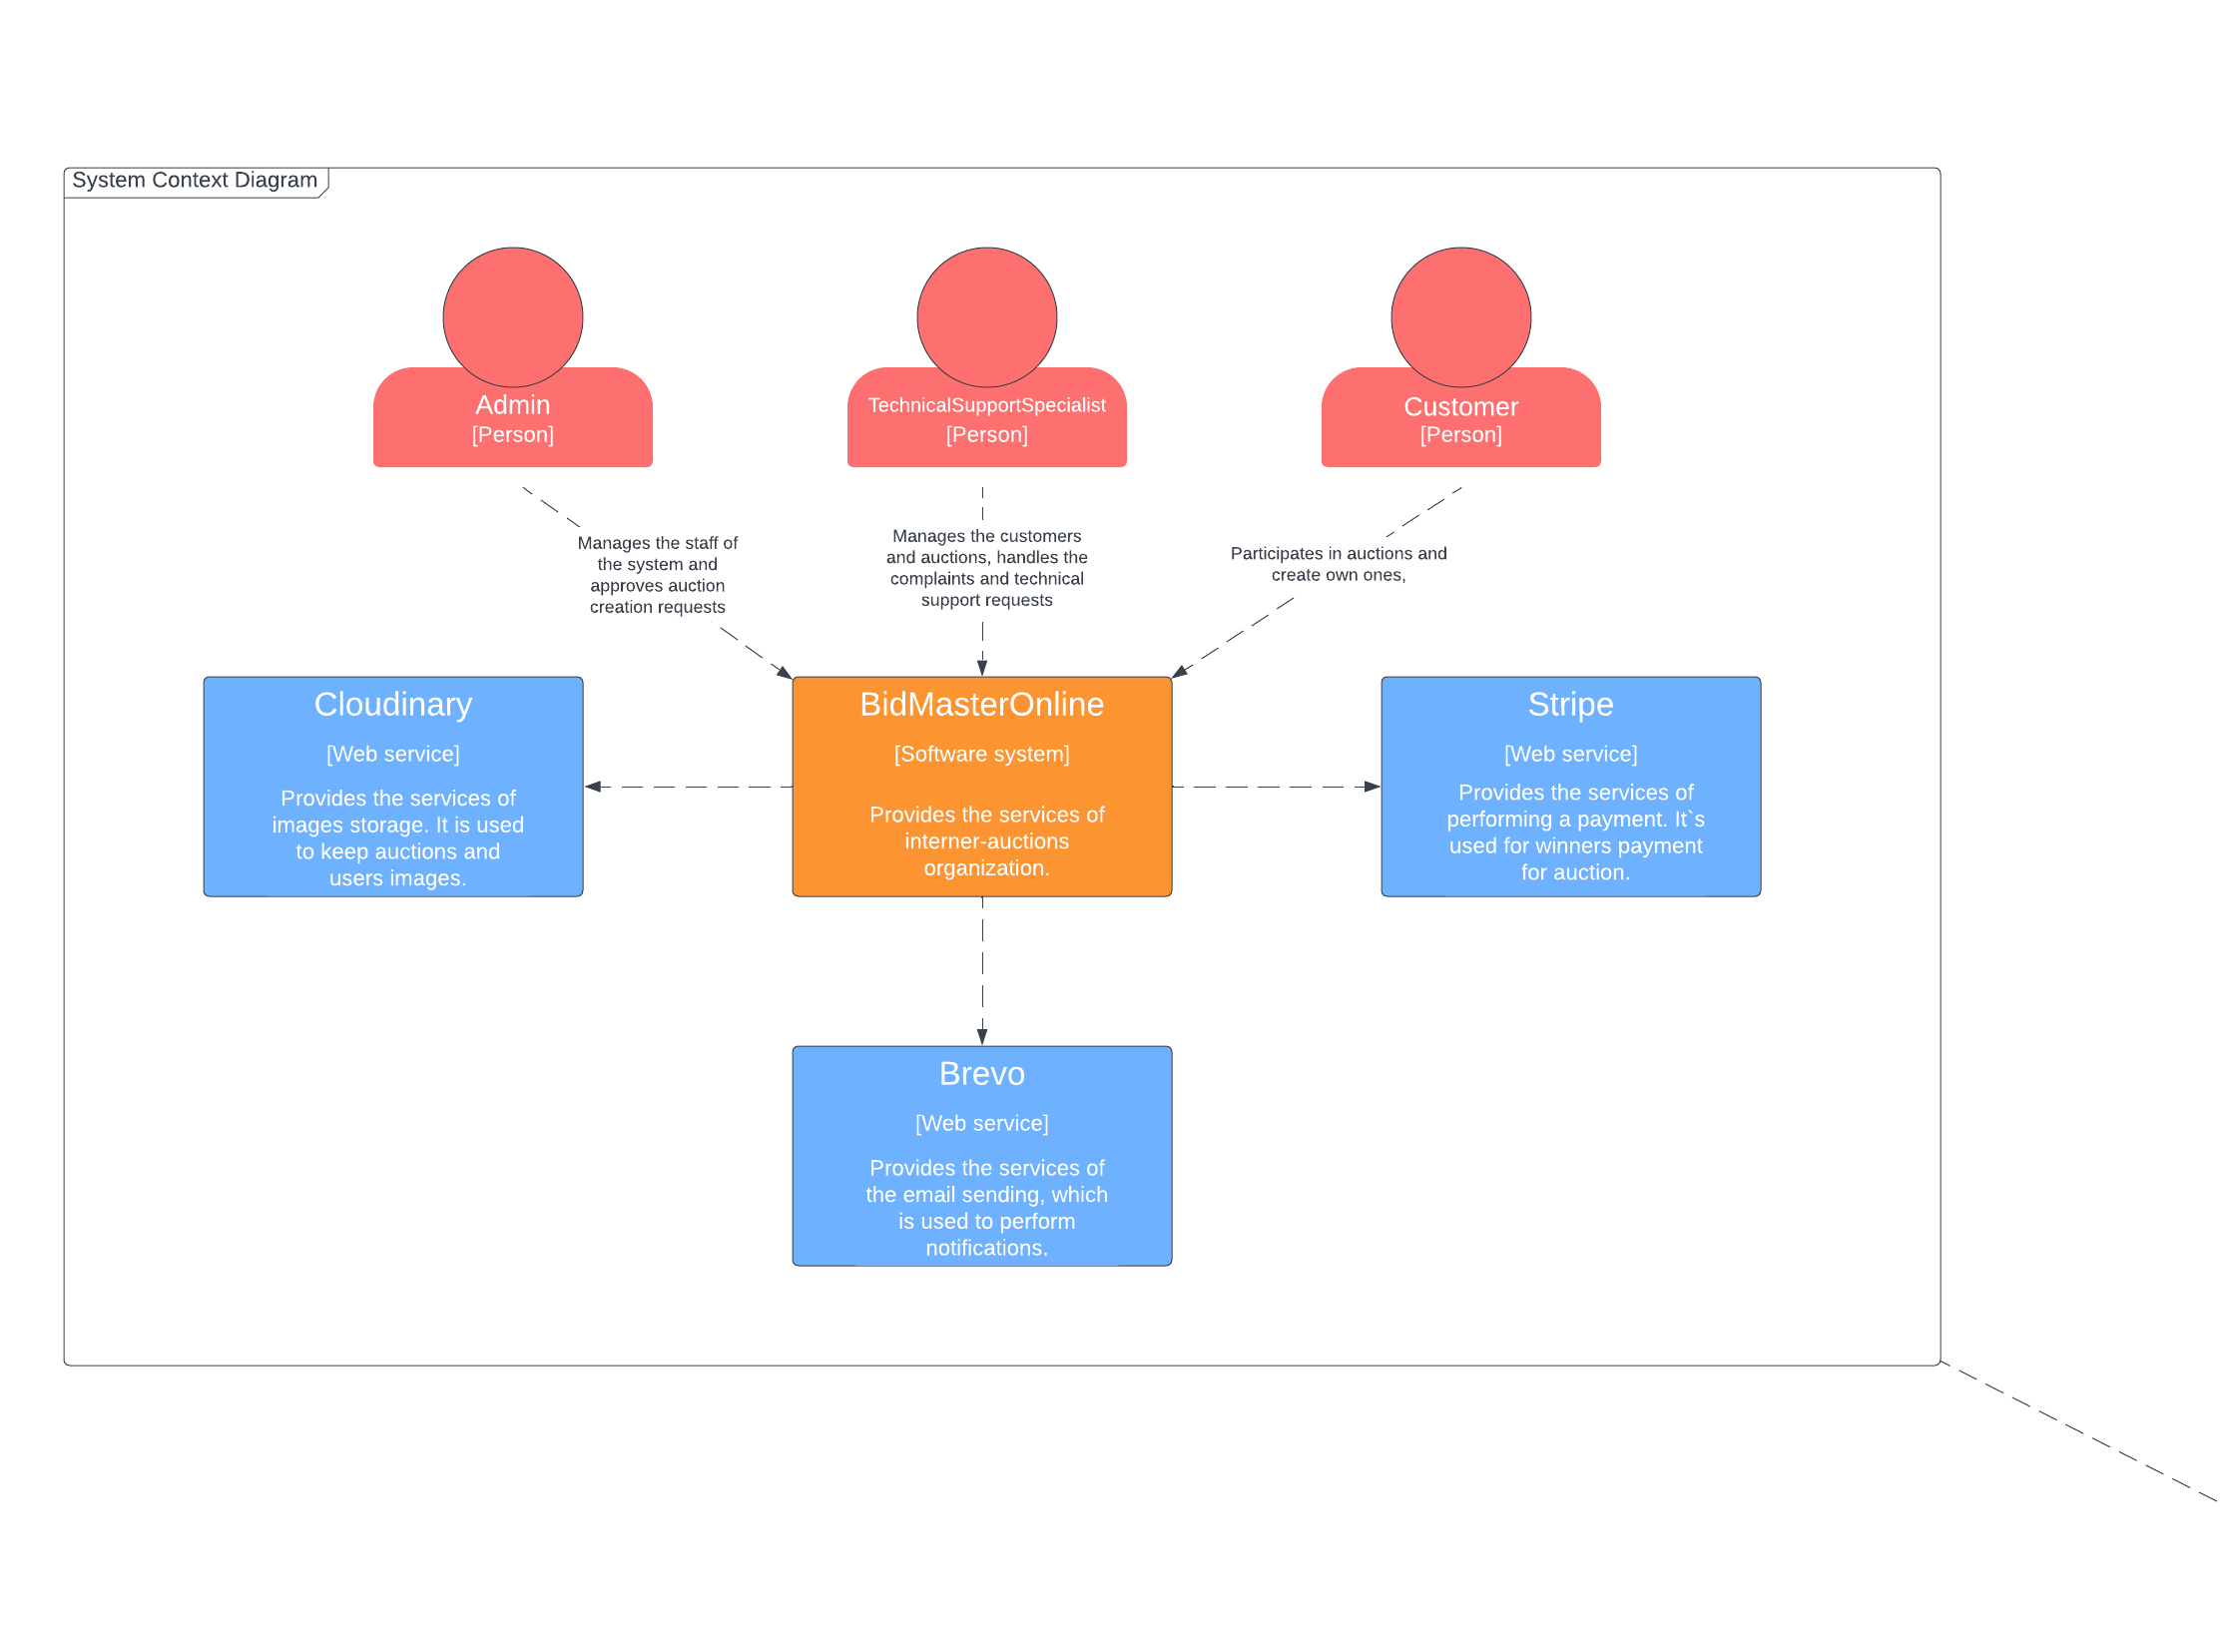 System Context Diagram
Admin
[Person]
TechnicalSupportSpecialist
[Person]
Customer
[Person]
Manages the staff of
the system and
approves auction
creation requests
Manages the customers
and auctions, handles the
complaints and technical
support requests
Participates in auctions and
create own ones,
Cloudinary
[Web service]
Provides the services of
images storage. It is used
to keep auctions and
users images.
BidMasterOnline
[Software system]
Provides the services of
interner-auctions
organization.
Stripe
[Web service]
Provides the services of
performing a payment. It`s
used for winners payment
for auction.
Brevo
[Web service]
Provides the services of
the email sending, which
is used to perform
notifications.